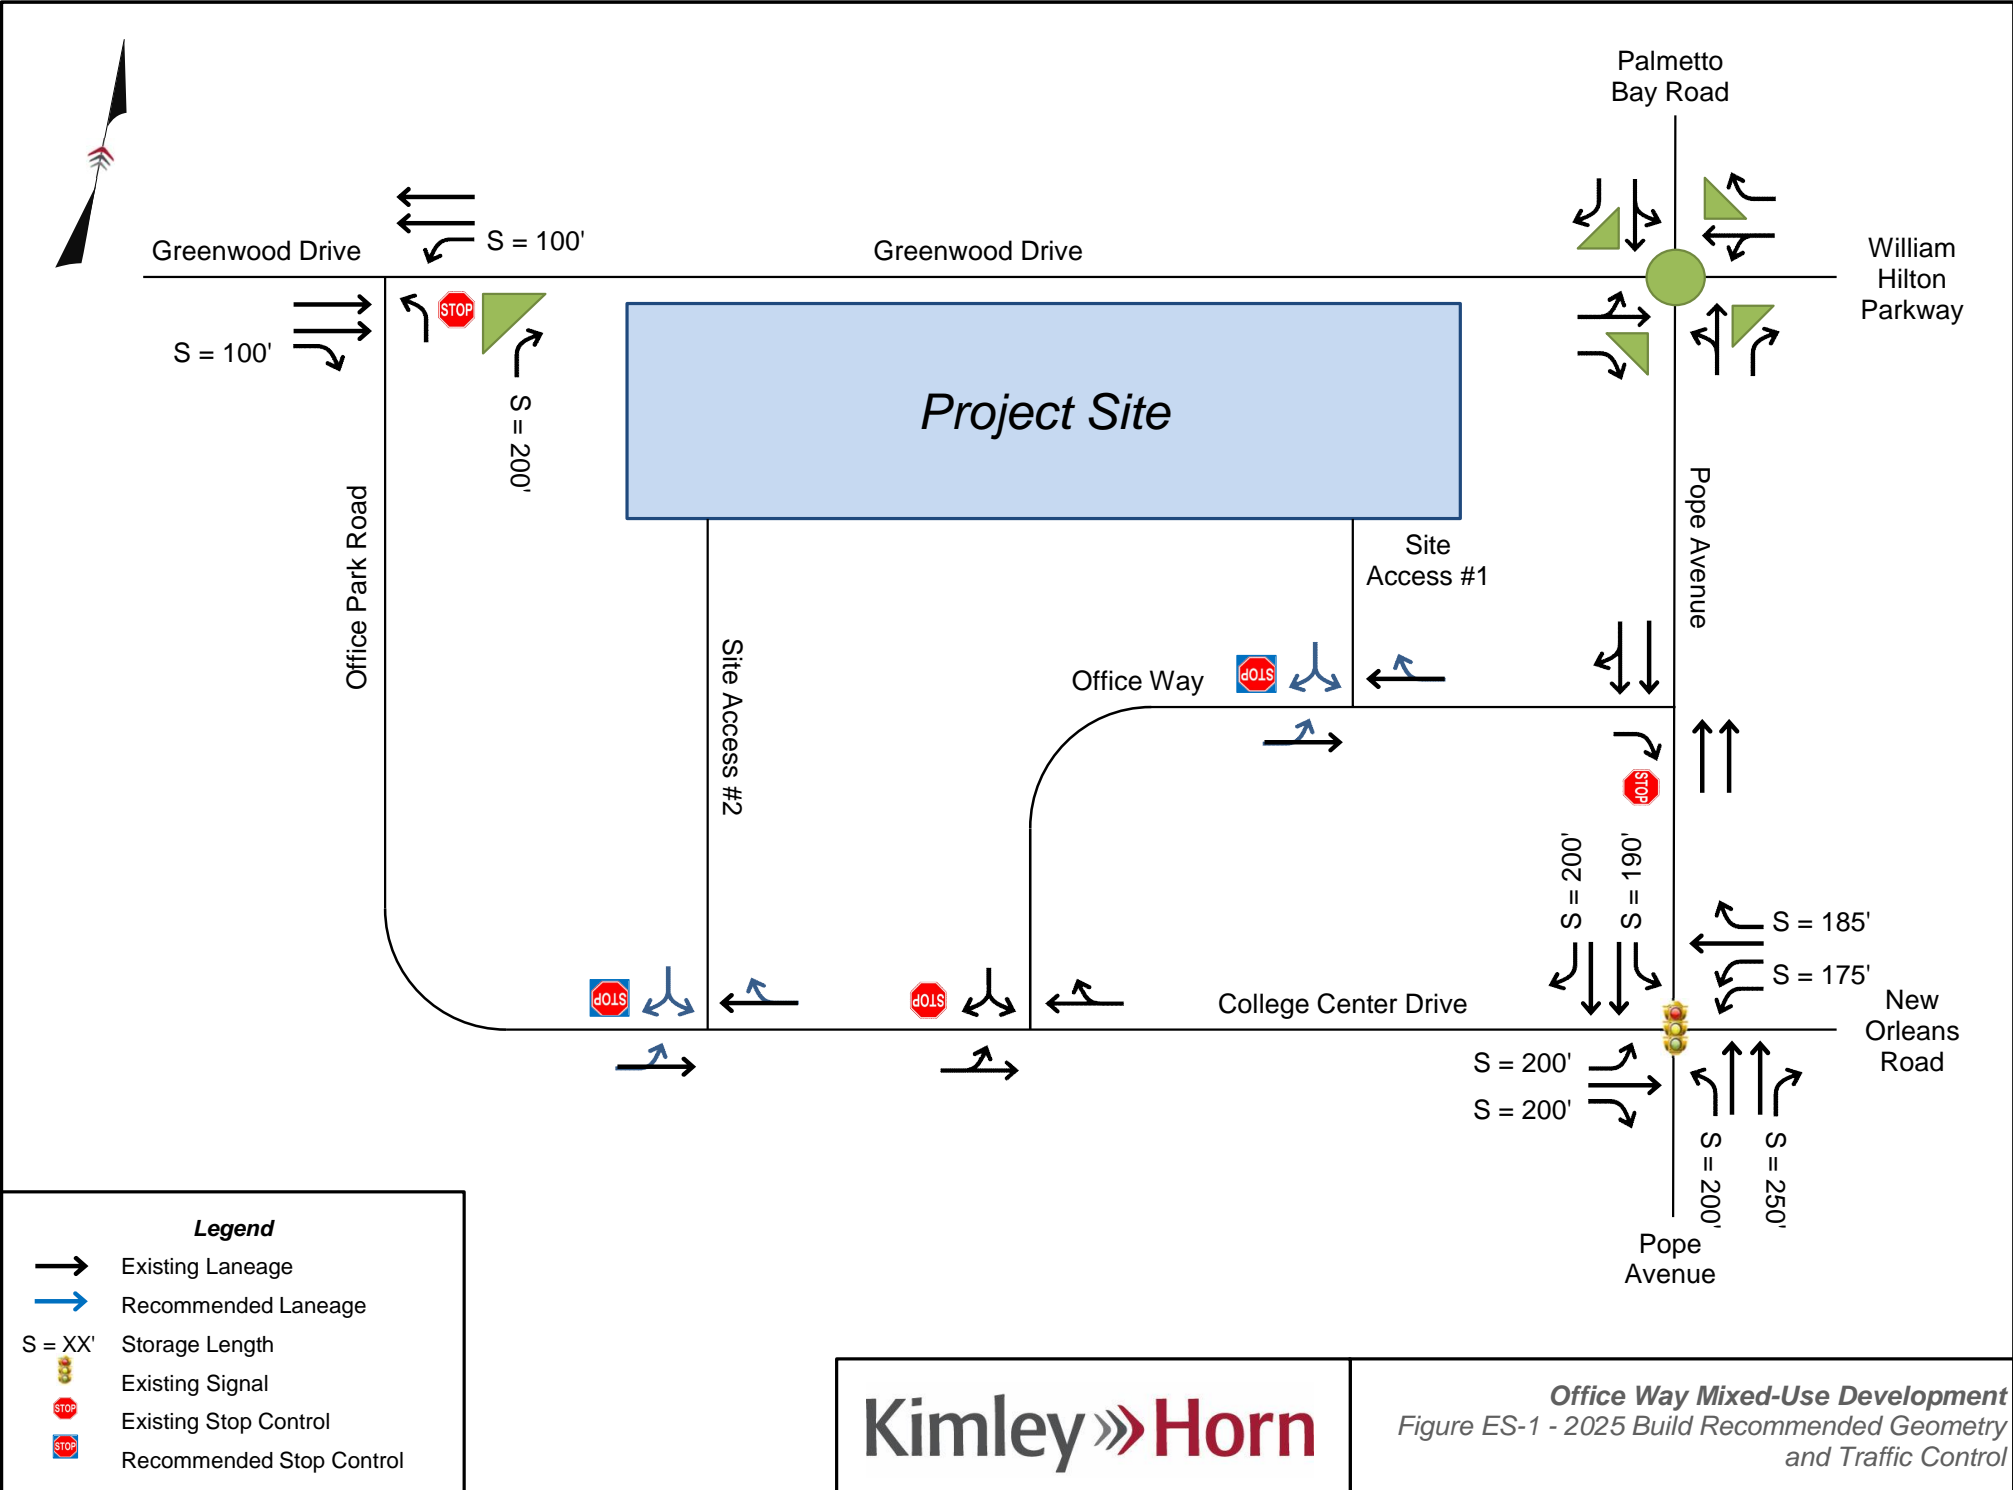 Palmetto
Bay Road
Greenwood Drive
S = 100'
Greenwood Drive
William
Hilton
Parkway
STOP
S = 100'
S = 200'
Project Site
Office Park Road
Pope Avenue
Site
Access #1
Site Access #2
Office Way
STOP
STOP
S = 200'
S = 190'
S = 185'
S = 175'
STOP
STOP
College Center Drive
New
Orleans
Road
S = 200'
S = 200'
S = 200'
S = 250'
Pope
Avenue
Legend
Existing Laneage
Recommended Laneage
S = XX' Storage Length
Existing Signal
STOP Existing Stop Control
STOP Recommended Stop Control
Kimley Horn
Office Way Mixed-Use Development
Figure ES-1 - 2025 Build Recommended Geometry
and Traffic Control